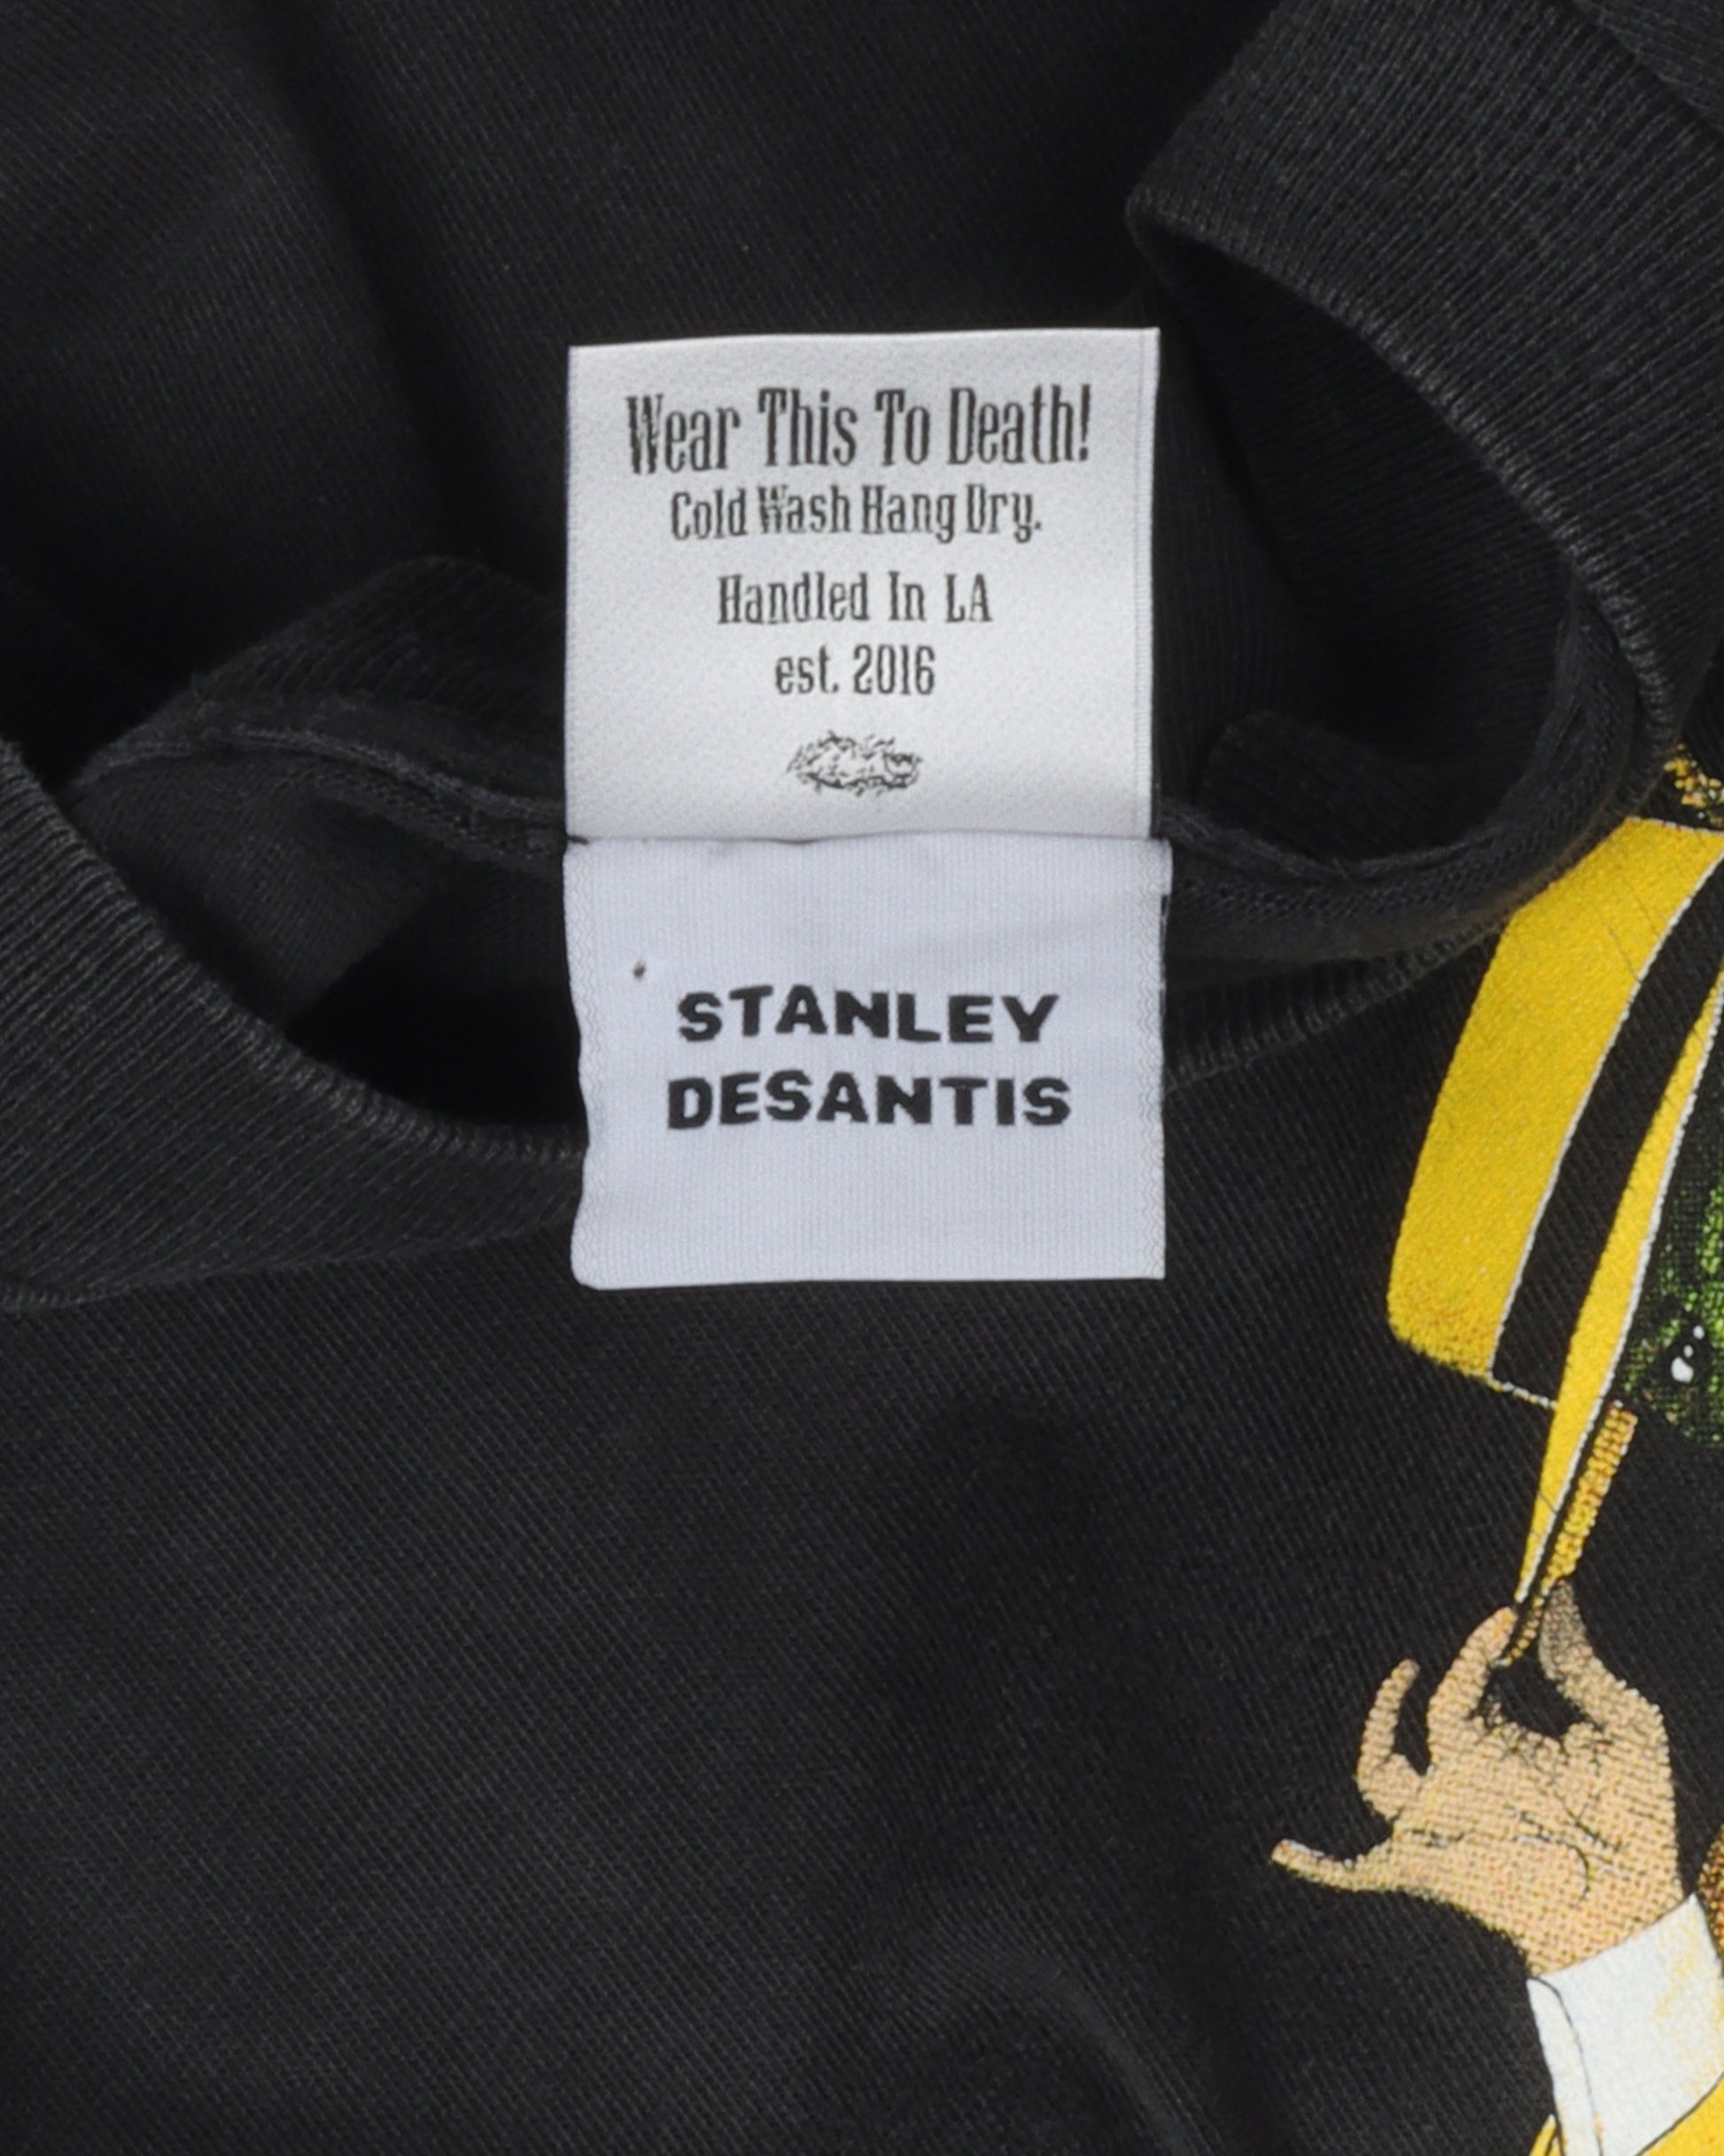 Wear This To Death!
Cold Wash Hang Dry.
Handled In LA
est. 2016
STANLEY
DESANTIS